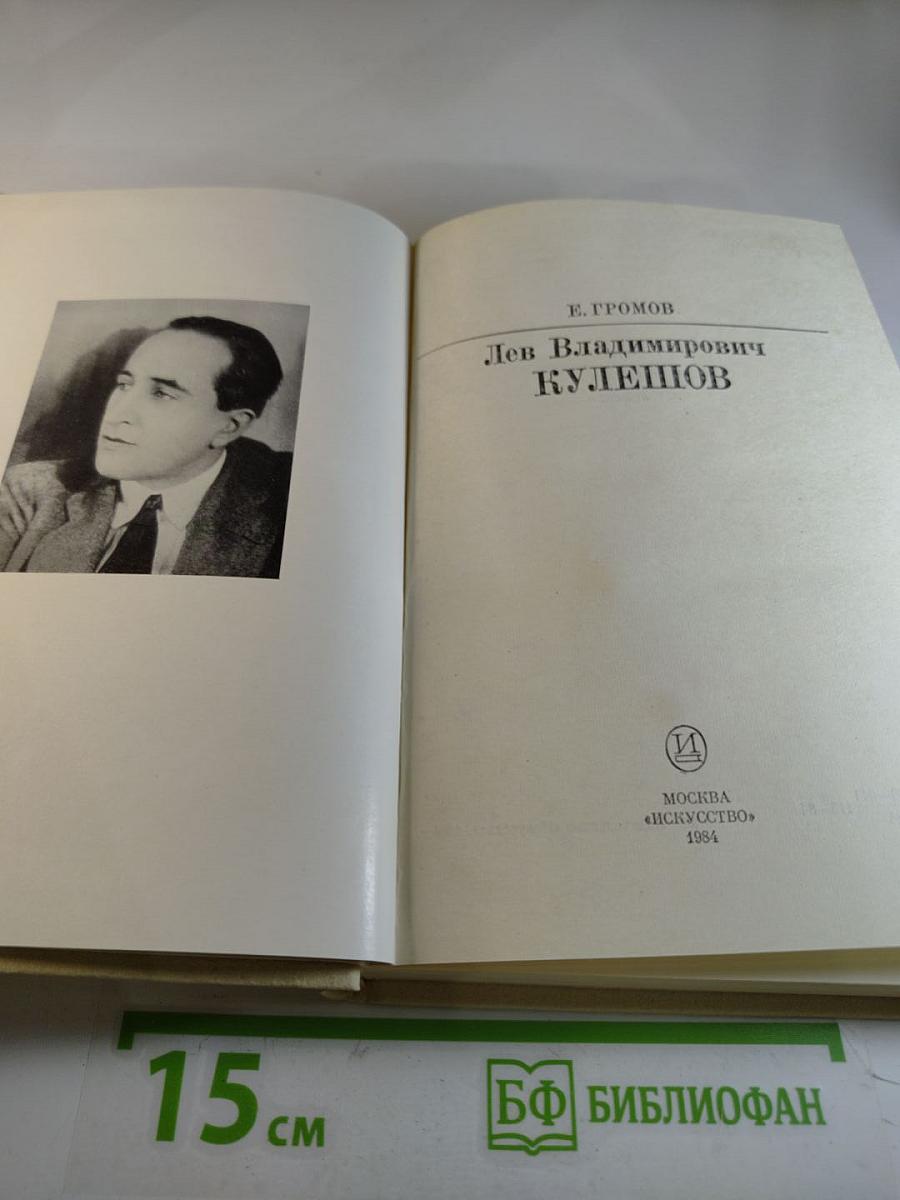 Е. ГРОМОВ
Лев Владимирович
КУЛЕШОВ
И
МОСКВА
«ИСКУССТВО»
1984
15 см
БФ БИБЛИОФАН